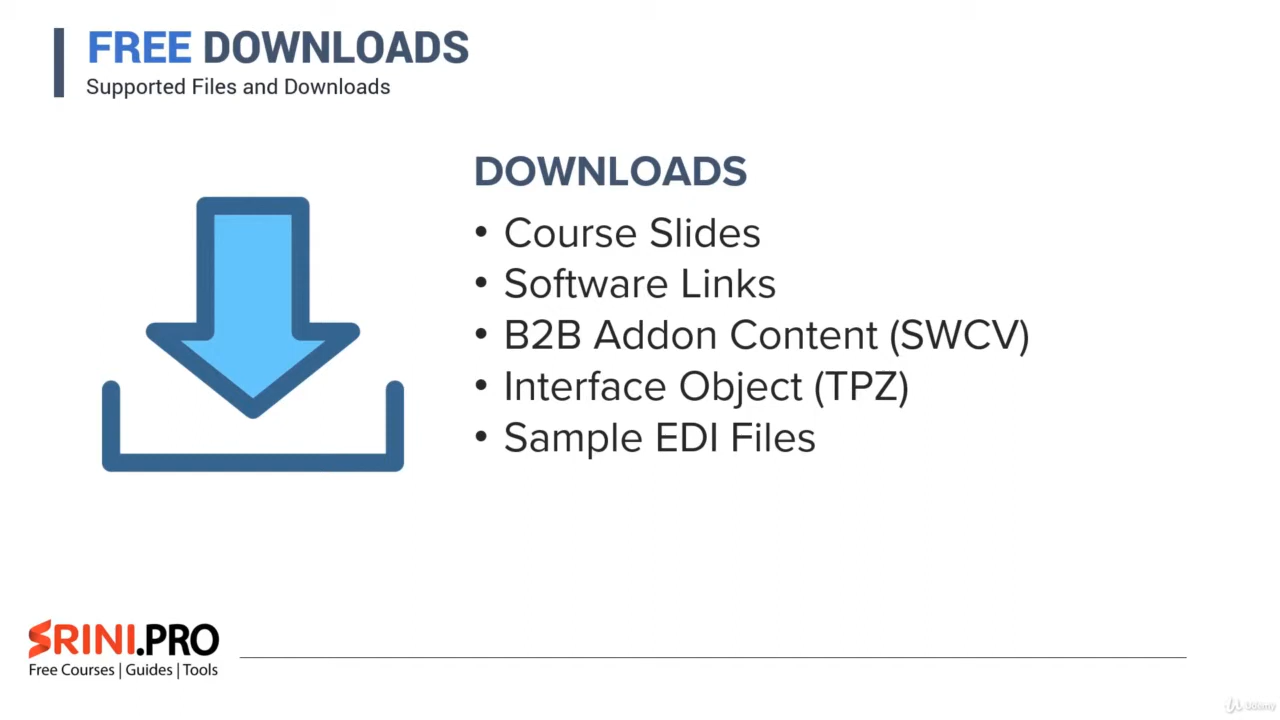 FREE DOWNLOADS
Supported Files and Downloads
DOWNLOADS
• Course Slides
• Software Links
• B2B Addon Content (SWCV)
• Interface Object (TPZ)
• Sample EDI Files
SRINI.PRO
Free Courses | Guides | Tools
Udemy